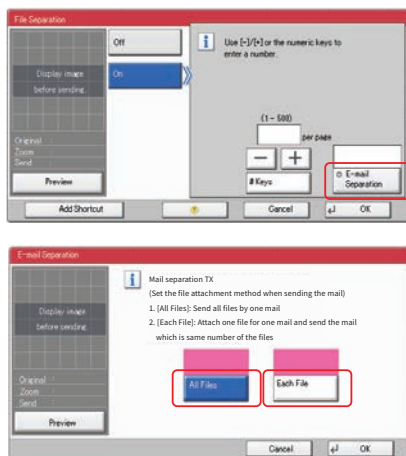 File Separation
Off
On
Use [-]/[+] or the numeric keys to
enter a number.
Display image
before sending.
(1 - 500)
per page
Original :
Zoom :
Send :
Preview
# Keys
E-mail
Separation
Add Shortcut
?
Cancel
OK
E-mail Separation
Mail separation TX
(Set the file attachment method when sending the mail)
1. [All Files]: Send all files by one mail
2. [Each File]: Attach one file for one mail and send the mail
which is same number of the files
Display image
before sending.
All Files
Each File
Original :
Zoom :
Send :
Preview
Cancel
OK